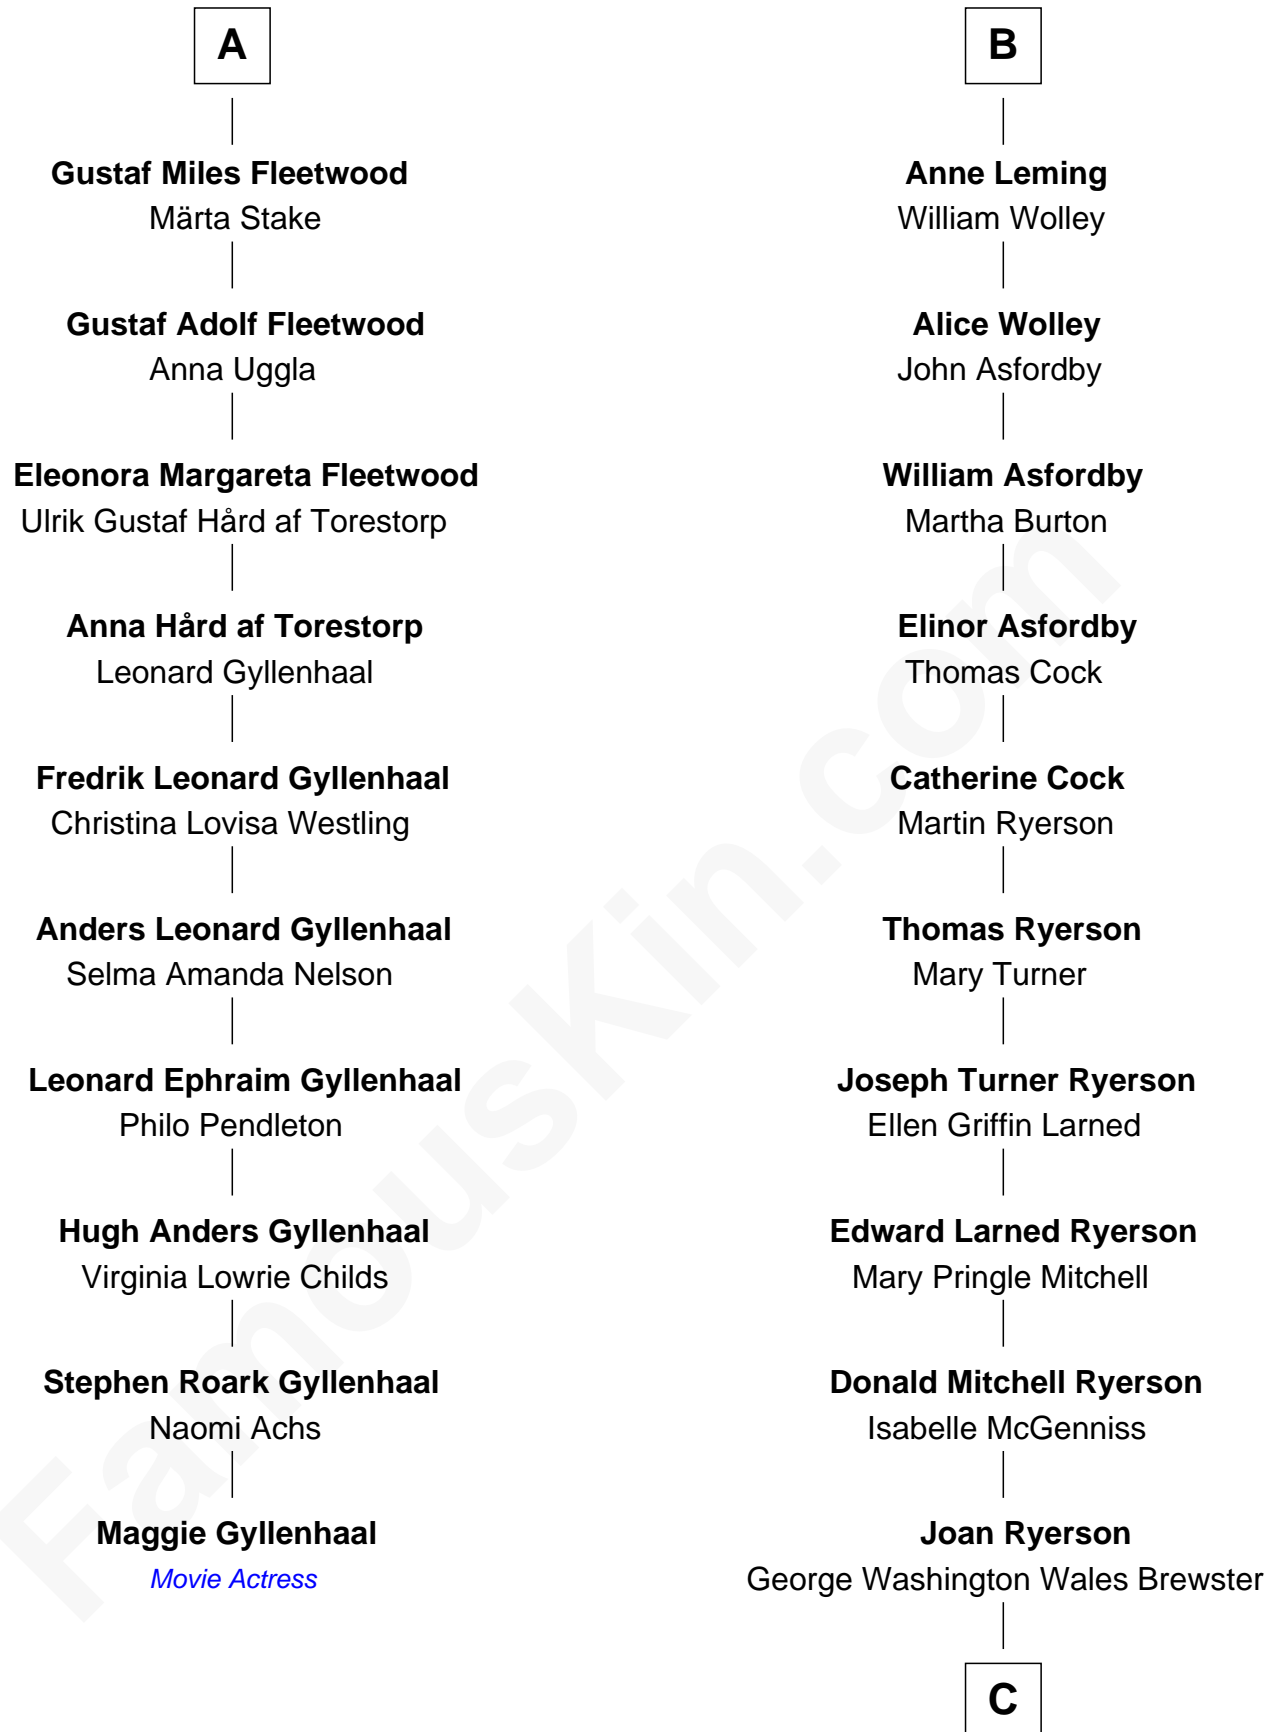 A
Gustaf Miles Fleetwood
Märta Stake
Gustaf Adolf Fleetwood
Anna Uggla
Eleonora Margareta Fleetwood
Ulrik Gustaf Hård af Torestorp
Anna Hård af Torestorp
Leonard Gyllenhaal
Fredrik Leonard Gyllenhaal
Christina Lovisa Westling
Anders Leonard Gyllenhaal
Selma Amanda Nelson
Leonard Ephraim Gyllenhaal
Philo Pendleton
Hugh Anders Gyllenhaal
Virginia Lowrie Childs
Stephen Roark Gyllenhaal
Naomi Achs
Maggie Gyllenhaal
Movie Actress
B
Anne Leming
William Wolley
Alice Wolley
John Asfordby
William Asfordby
Martha Burton
Elinor Asfordby
Thomas Cock
Catherine Cock
Martin Ryerson
Thomas Ryerson
Mary Turner
Joseph Turner Ryerson
Ellen Griffin Larned
Edward Larned Ryerson
Mary Pringle Mitchell
Donald Mitchell Ryerson
Isabelle McGenniss
Joan Ryerson
George Washington Wales Brewster
C
FamousKin.com